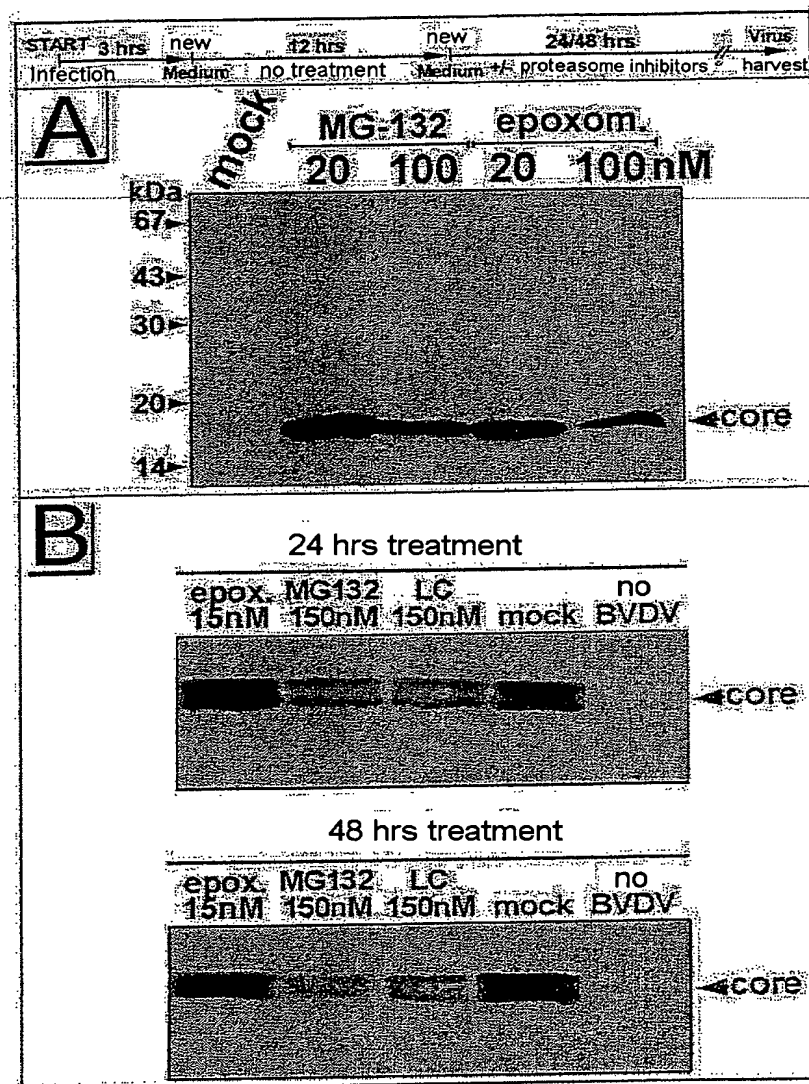 START 3 hrs new 12 hrs new 24/48 hrs Virus
Infection Medium no treatment Medium +/- proteasome inhibitors harvest
A
mock
MG-132 epoxom.
20 100 20 100nM
kDa
67
43
30
20
14
core
B
24 hrs treatment
epox. MG132 LC no
15nM 150nM 150nM mock BVDV
core
48 hrs treatment
epox. MG132 LC no
15nM 150nM 150nM mock BVDV
core